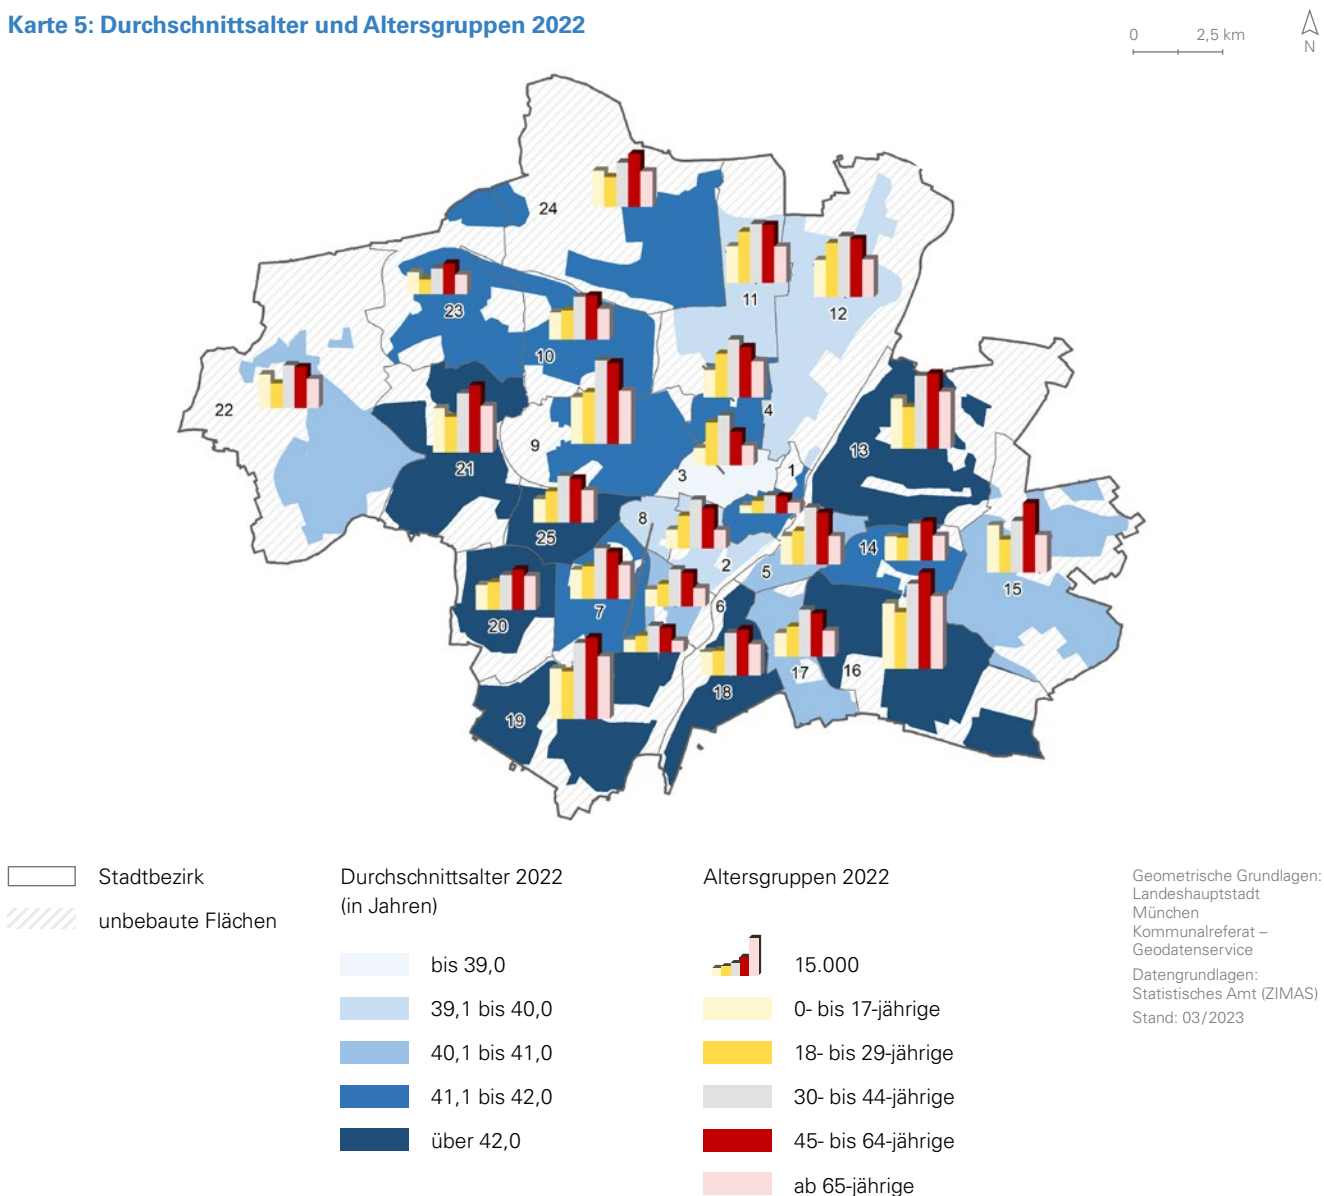 Karte 5: Durchschnittsalter und Altersgruppen 2022
0 2,5 km
N
24
11
12
23
10
22
4
13
9
21
3
1
8
25
14
2
5
15
7
6
20
17
16
18
19
Stadtbezirk
unbebaute Flächen
Durchschnittsalter 2022
(in Jahren)
bis 39,0
39,1 bis 40,0
40,1 bis 41,0
41,1 bis 42,0
über 42,0
Altersgruppen 2022
15.000
0- bis 17-jährige
18- bis 29-jährige
30- bis 44-jährige
45- bis 64-jährige
ab 65-jährige
Geometrische Grundlagen:
Landeshauptstadt
München
Kommunalreferat –
Geodatenservice
Datengrundlagen:
Statistisches Amt (ZIMAS)
Stand: 03/2023